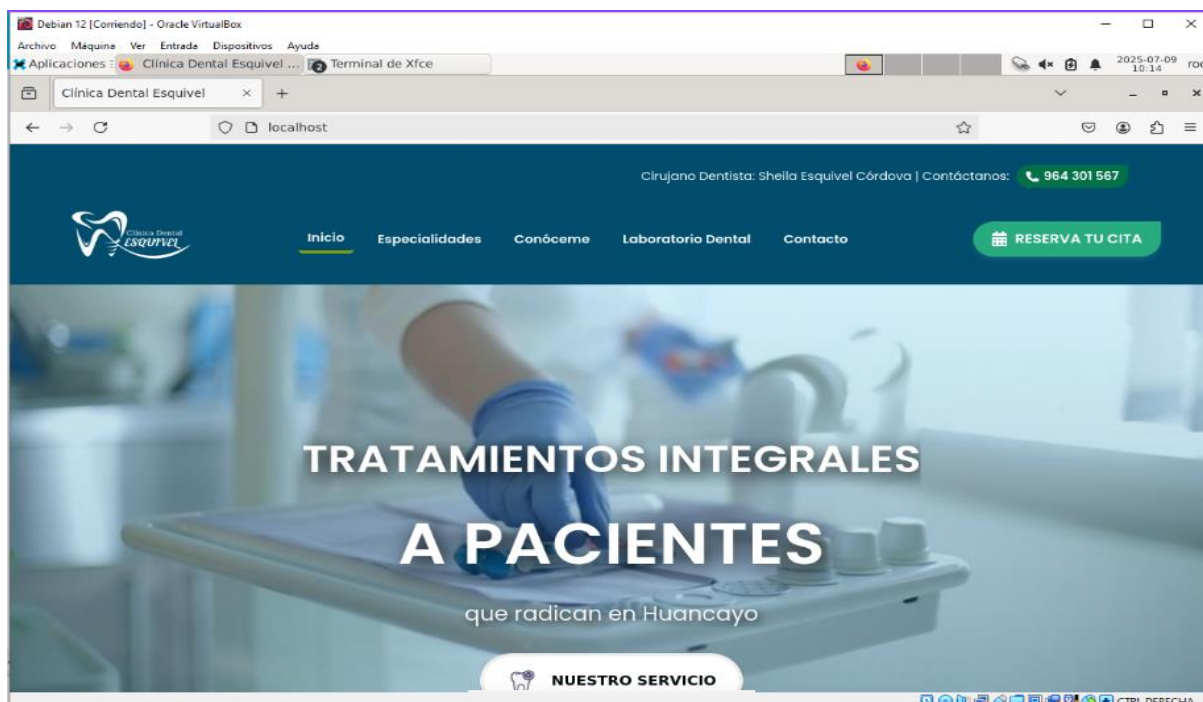 Debian 12 [Corriendo] - Oracle VirtualBox
Archivo Máquina Ver Entrada Dispositivos Ayuda
Aplicaciones Clínica Dental Esquivel ... Terminal de Xfce 2025-07-09
10:14
Clínica Dental Esquivel
localhost
Cirujano Dentista: Sheila Esquivel Córdova | Contáctanos: 964 301 567
Clínica Dental
ESQUIVEL
Inicio Especialidades Conóceme Laboratorio Dental Contacto RESERVA TU CITA
TRATAMIENTOS INTEGRALES
A PACIENTES
que radican en Huancayo
NUESTRO SERVICIO
CTRL DERECHA